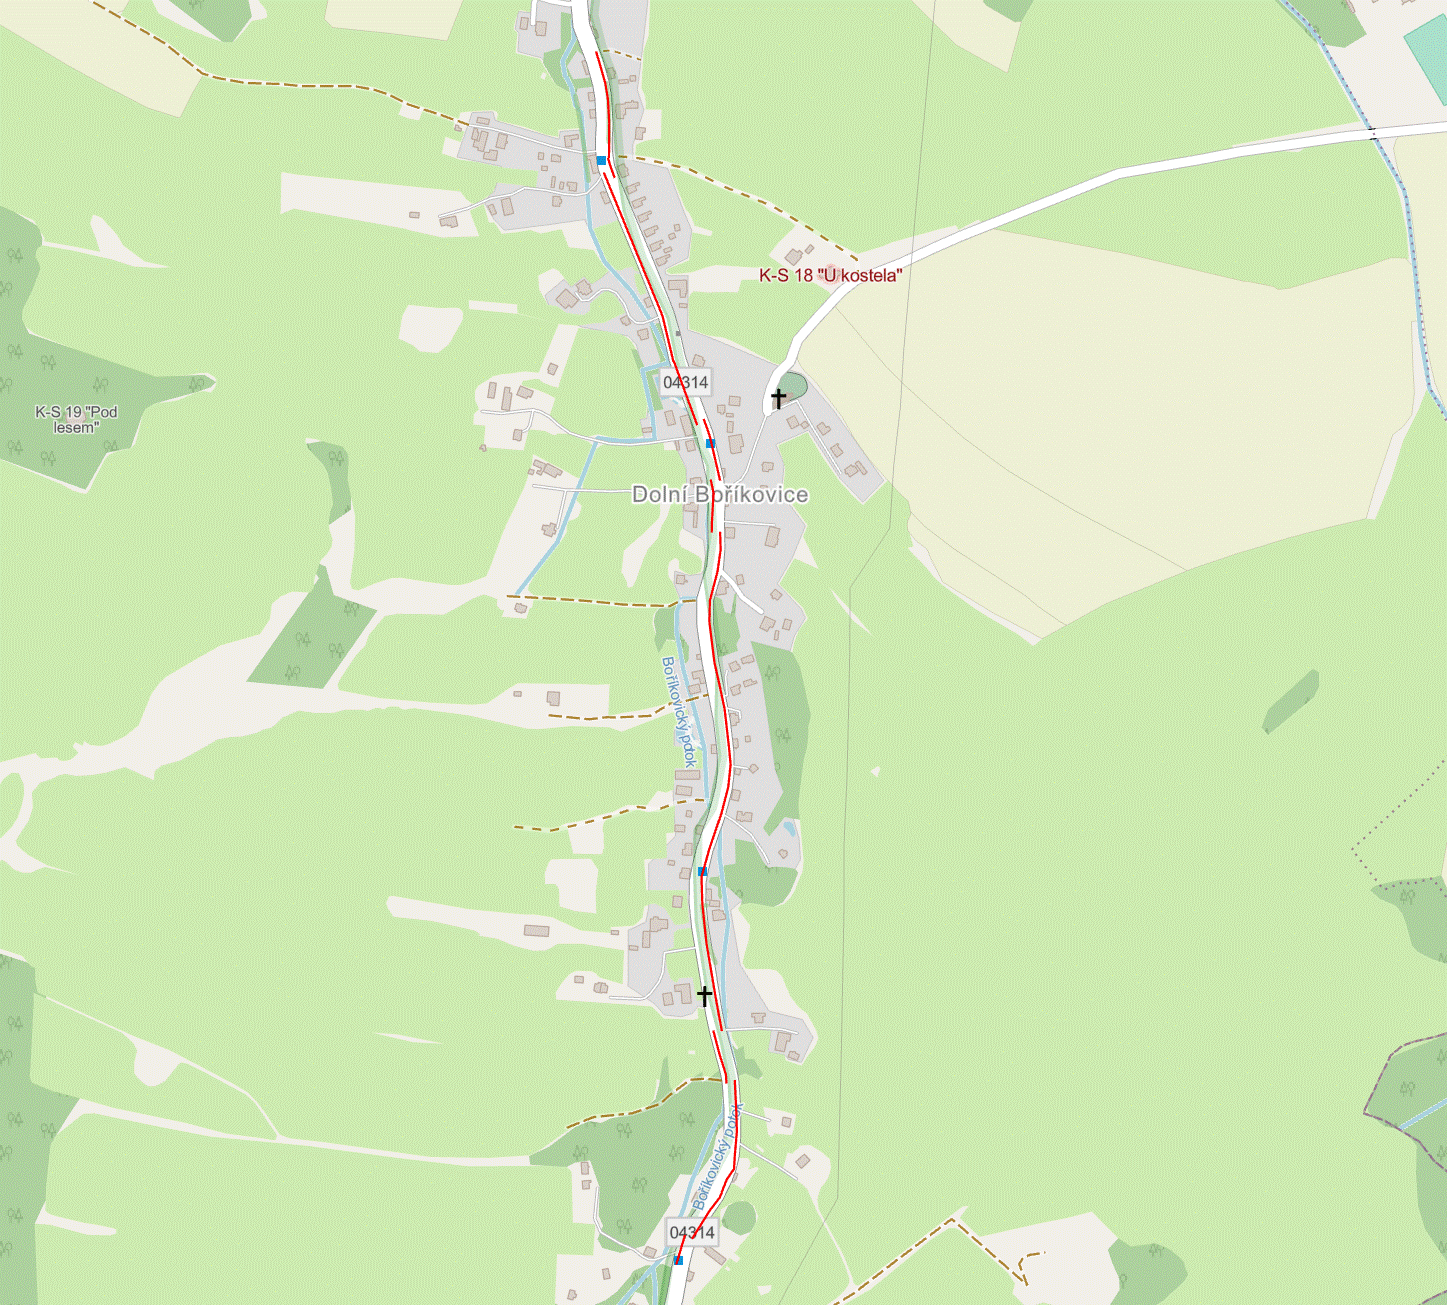 K-S 18 "U kostela"
04314
K-S 19 "Pod
lesem"
Dolní Boříkovice
Boříkovický potok
Boříkovický potok
04314